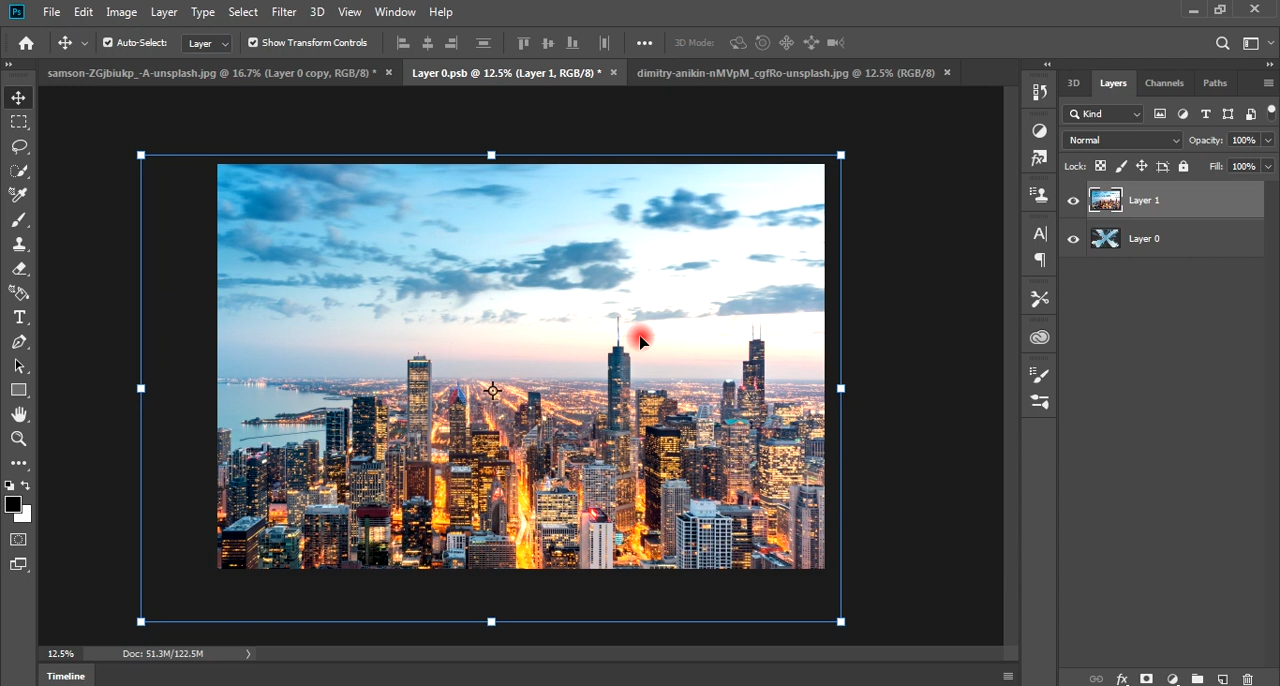 Ps File Edit Image Layer Type Select Filter 3D View Window Help
Auto-Select: Layer Show Transform Controls 3D Mode:
samson-ZGjbiukp_-A-unsplash.jpg @ 16.7% (Layer 0 copy, RGB/8) * × Layer 0.psb @ 12.5% (Layer 1, RGB/8) * × dimitry-anikin-nMVpM_cgfRo-unsplash.jpg @ 12.5% (RGB/8) ×
3D Layers Channels Paths
Kind
Normal Opacity: 100%
Lock: Fill: 100%
Layer 1
Layer 0
12.5% Doc: 51.3M/122.5M
Timeline